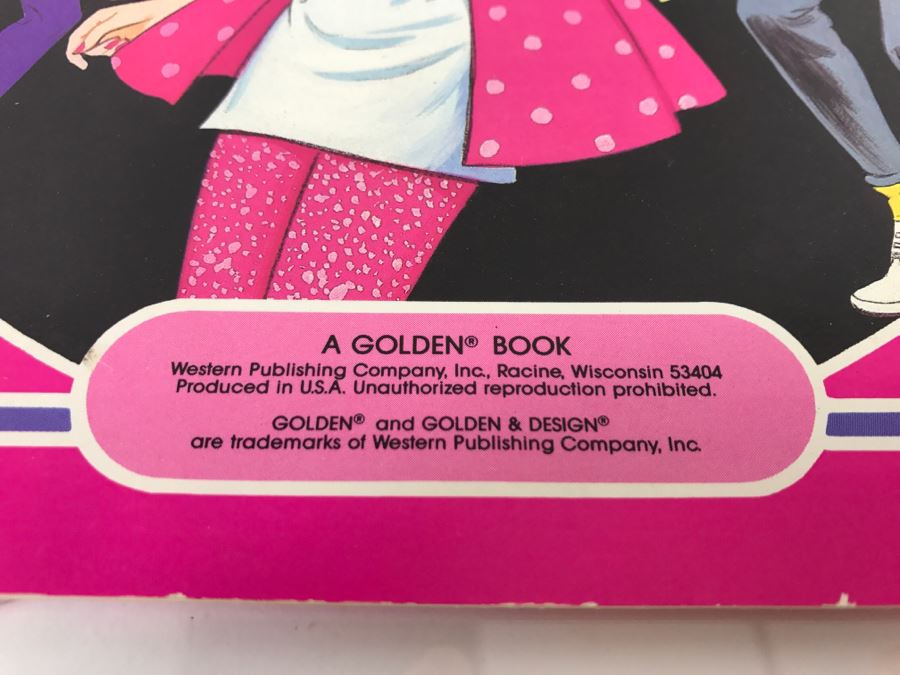 A GOLDEN® BOOK
Western Publishing Company, Inc., Racine, Wisconsin 53404
Produced in U.S.A. Unauthorized reproduction prohibited.
GOLDEN® and GOLDEN & DESIGN®
are trademarks of Western Publishing Company, Inc.